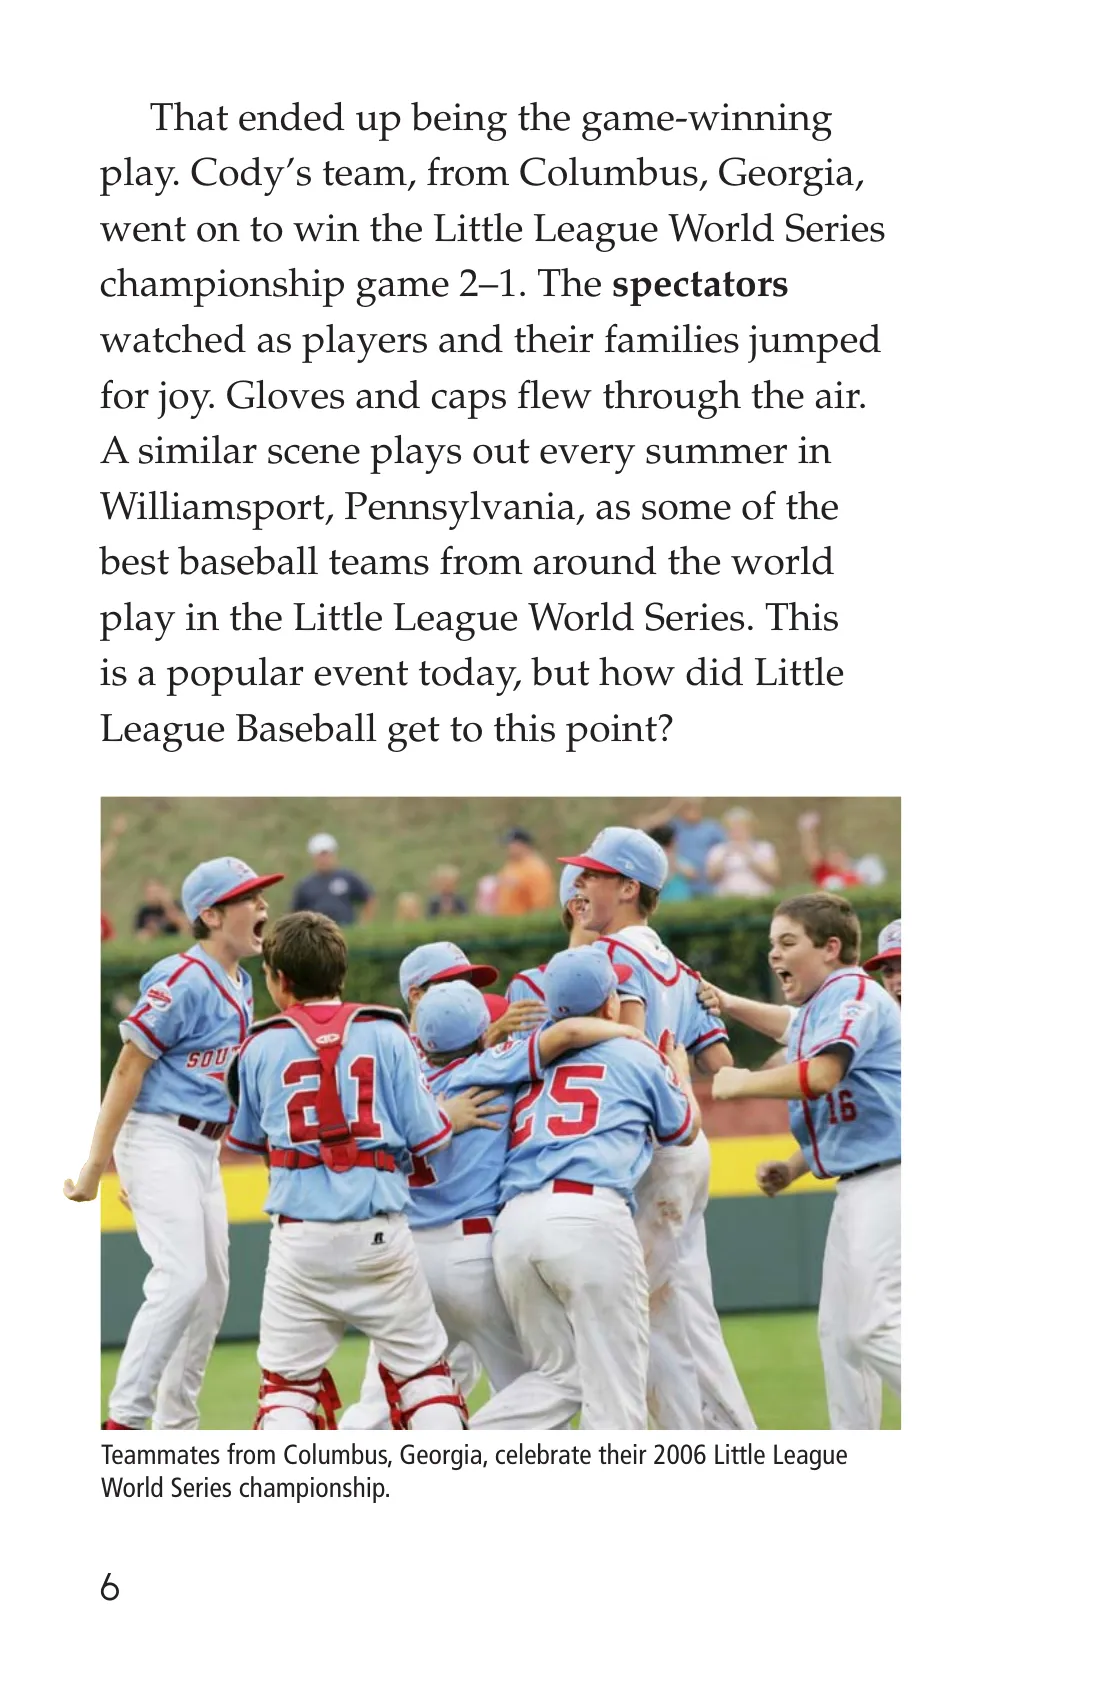 That ended up being the game-winning
play. Cody’s team, from Columbus, Georgia,
went on to win the Little League World Series
championship game 2–1. The spectators
watched as players and their families jumped
for joy. Gloves and caps flew through the air.
A similar scene plays out every summer in
Williamsport, Pennsylvania, as some of the
best baseball teams from around the world
play in the Little League World Series. This
is a popular event today, but how did Little
League Baseball get to this point?
SOUT
21
25
16
Teammates from Columbus, Georgia, celebrate their 2006 Little League
World Series championship.
6